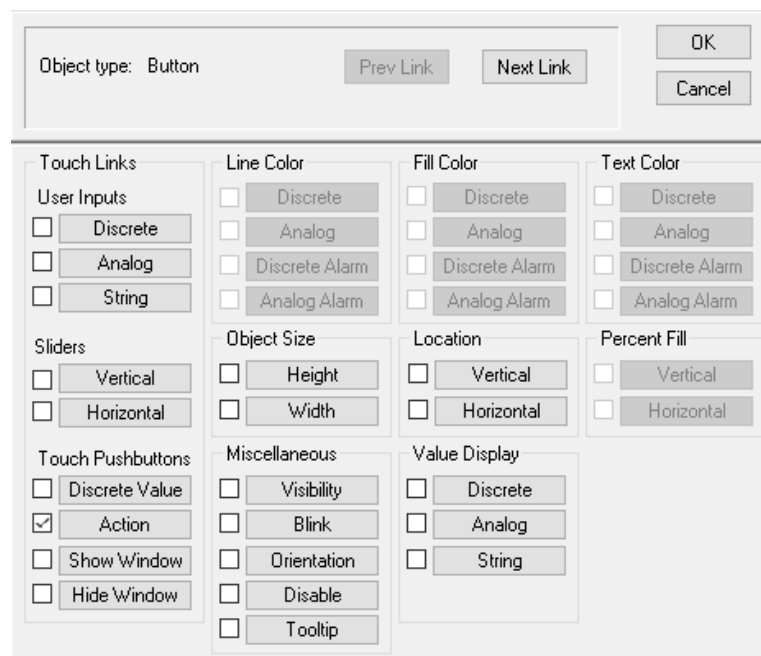 Object type: Button
Prev Link
Next Link
OK
Cancel
Touch Links
User Inputs
Discrete
Analog
String
Sliders
Vertical
Horizontal
Touch Pushbuttons
Discrete Value
Action
Show Window
Hide Window
Line Color
Discrete
Analog
Discrete Alarm
Analog Alarm
Object Size
Height
Width
Miscellaneous
Visibility
Blink
Orientation
Disable
Tooltip
Fill Color
Discrete
Analog
Discrete Alarm
Analog Alarm
Location
Vertical
Horizontal
Value Display
Discrete
Analog
String
Text Color
Discrete
Analog
Discrete Alarm
Analog Alarm
Percent Fill
Vertical
Horizontal